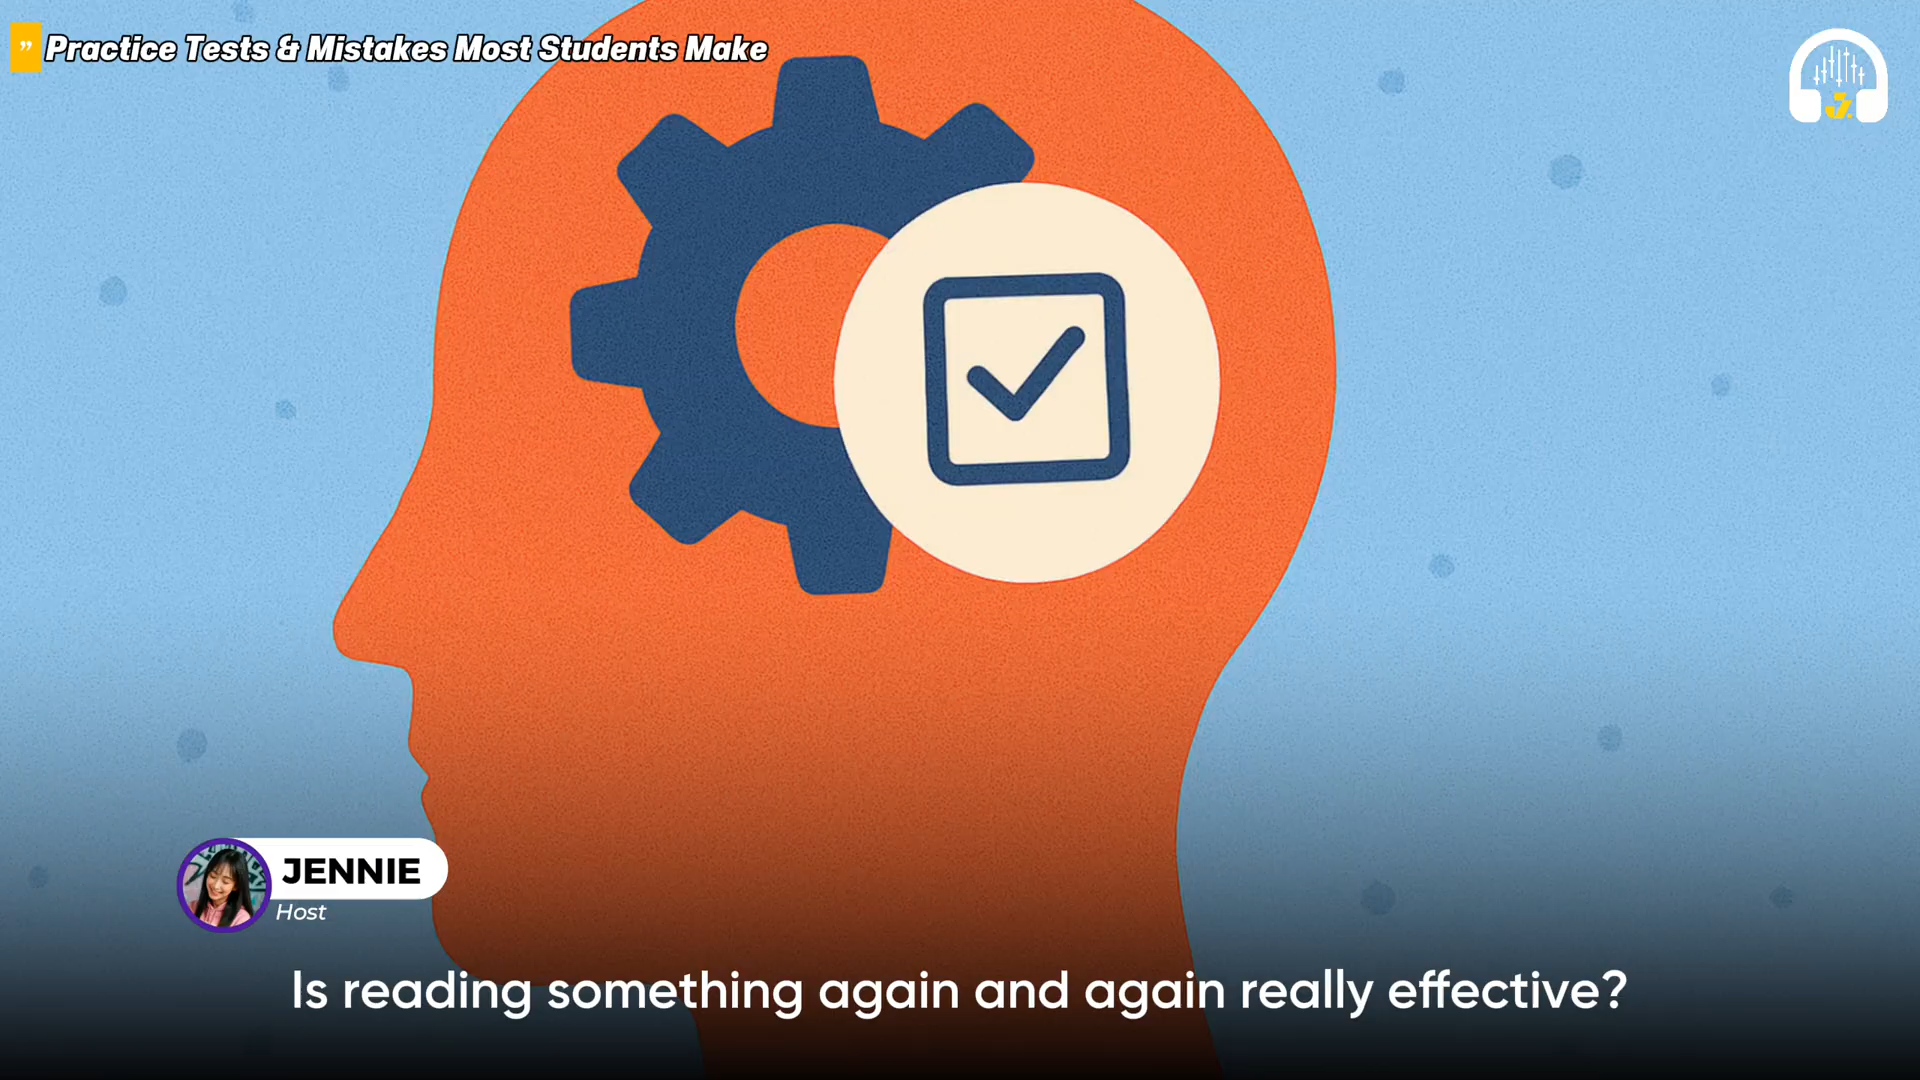 Practice Tests & Mistakes Most Students Make
JENNIE
Host
Is reading something again and again really effective?